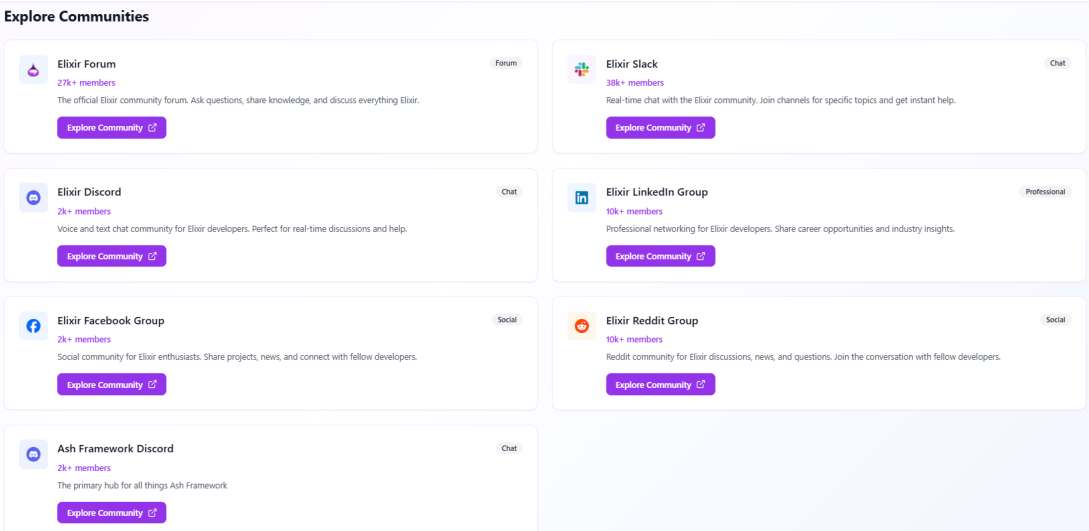 Explore Communities
Elixir Forum
Forum
27k+ members
The official Elixir community forum. Ask questions, share knowledge, and discuss everything Elixir.
Explore Community
Elixir Slack
Chat
38k+ members
Real-time chat with the Elixir community. Join channels for specific topics and get instant help.
Explore Community
Elixir Discord
Chat
2k+ members
Voice and text chat community for Elixir developers. Perfect for real-time discussions and help.
Explore Community
Elixir LinkedIn Group
Professional
10k+ members
Professional networking for Elixir developers. Share career opportunities and industry insights.
Explore Community
Elixir Facebook Group
Social
2k+ members
Social community for Elixir enthusiasts. Share projects, news, and connect with fellow developers.
Explore Community
Elixir Reddit Group
Social
10k+ members
Reddit community for Elixir discussions, news, and questions. Join the conversation with fellow developers.
Explore Community
Ash Framework Discord
Chat
2k+ members
The primary hub for all things Ash Framework
Explore Community